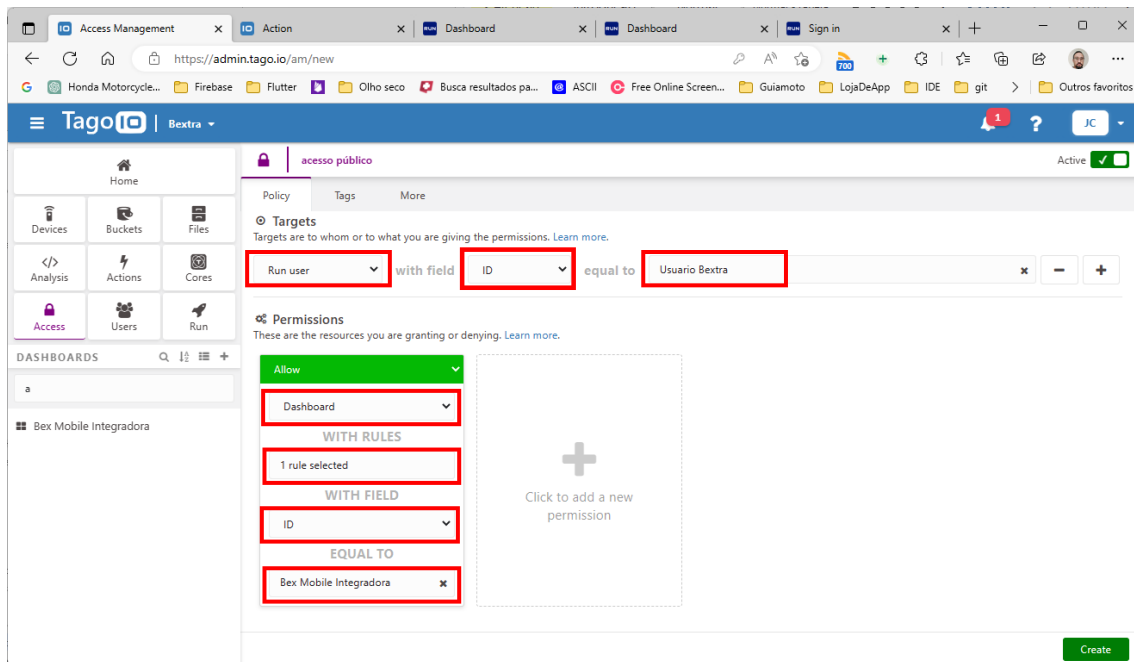 Access Management
Action
Dashboard
Dashboard
Sign in
https://admin.tago.io/am/new
700
Honda Motorcycle...
Firebase
Flutter
Olho seco
Busca resultados pa...
ASCII
Free Online Screen...
Guiamoto
LojaDeApp
IDE
git
Outros favoritos
TagoIO | Bextra
1
?
JC
Home
Devices
Buckets
Files
Analysis
Actions
Cores
Access
Users
Run
DASHBOARDS
a
Bex Mobile Integradora
acesso público
Active
Policy
Tags
More
Targets
Targets are to whom or to what you are giving the permissions. Learn more.
Run user with field ID equal to Usuario Bextra
Permissions
These are the resources you are granting or denying. Learn more.
Allow
Dashboard
WITH RULES
1 rule selected
WITH FIELD
ID
EQUAL TO
Bex Mobile Integradora
Click to add a new
permission
Create